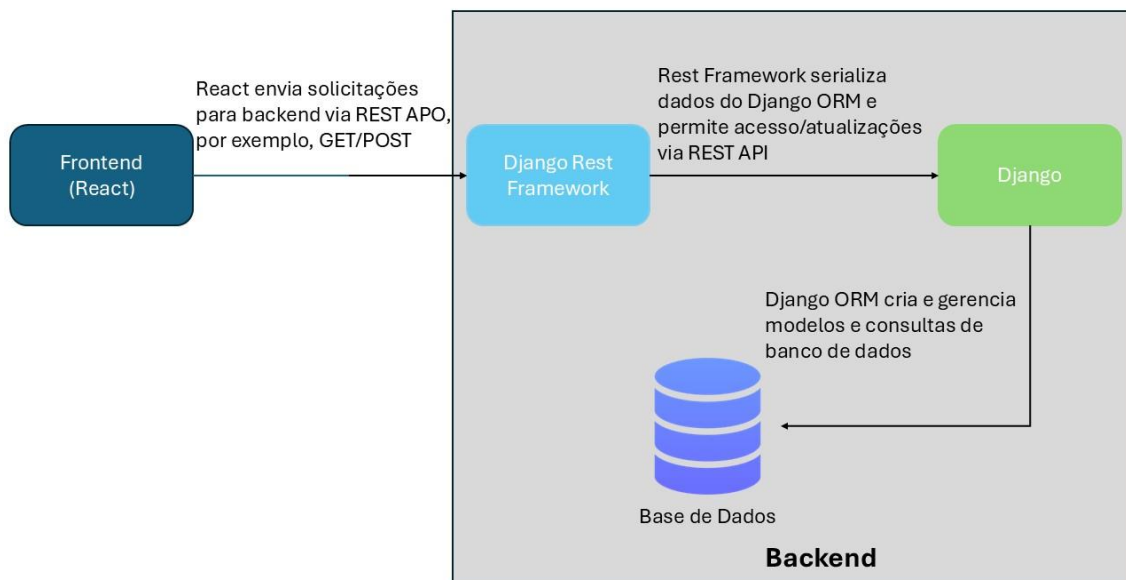 React envia solicitações
para backend via REST APO,
por exemplo, GET/POST
Rest Framework serializa
dados do Django ORM e
permite acesso/atualizações
via REST API
Frontend
(React)
Django Rest
Framework
Django
Django ORM cria e gerencia
modelos e consultas de
banco de dados
Base de Dados
Backend